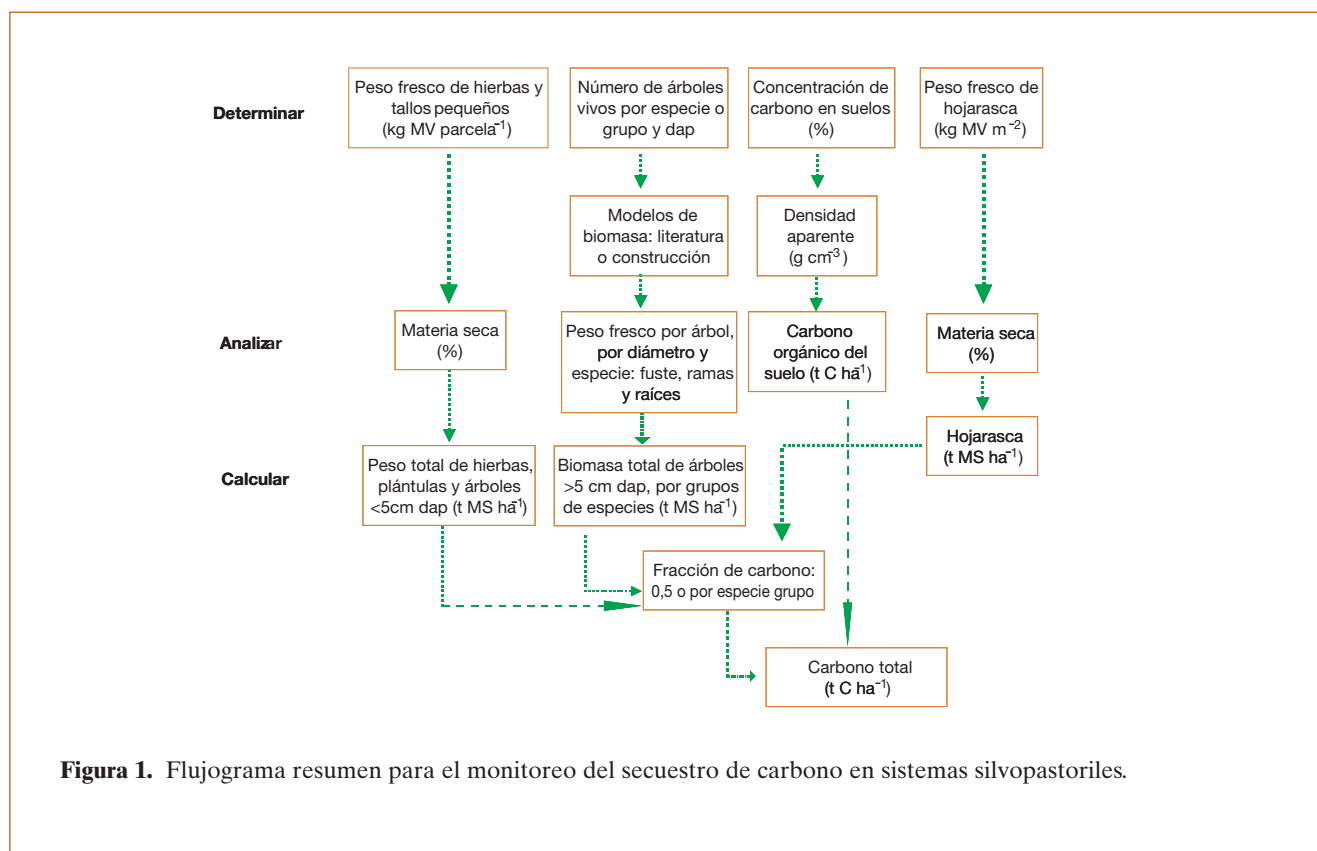 Determinar
Peso fresco de hierbas y
tallos pequeños
(kg MV parcela⁻¹)
Número de árboles
vivos por especie o
grupo y dap
Concentración de
carbono en suelos
(%)
Peso fresco de
hojarasca
(kg MV m⁻²)
Modelos de
biomasa: literatura
o construcción
Densidad
aparente
(g cm⁻³)
Analizar
Materia seca
(%)
Peso fresco por árbol,
por diámetro y
especie: fuste, ramas
y raíces
Carbono
orgánico del
suelo (t C ha⁻¹)
Materia seca
(%)
Hojarasca
(t MS ha⁻¹)
Calcular
Peso total de hierbas,
plántulas y árboles
<5cm dap (t MS ha⁻¹)
Biomasa total de árboles
>5 cm dap, por grupos
de especies (t MS ha⁻¹)
Fracción de carbono:
0,5 o por especie grupo
Carbono total
(t C ha⁻¹)
Figura 1. Flujograma resumen para el monitoreo del secuestro de carbono en sistemas silvopastoriles.